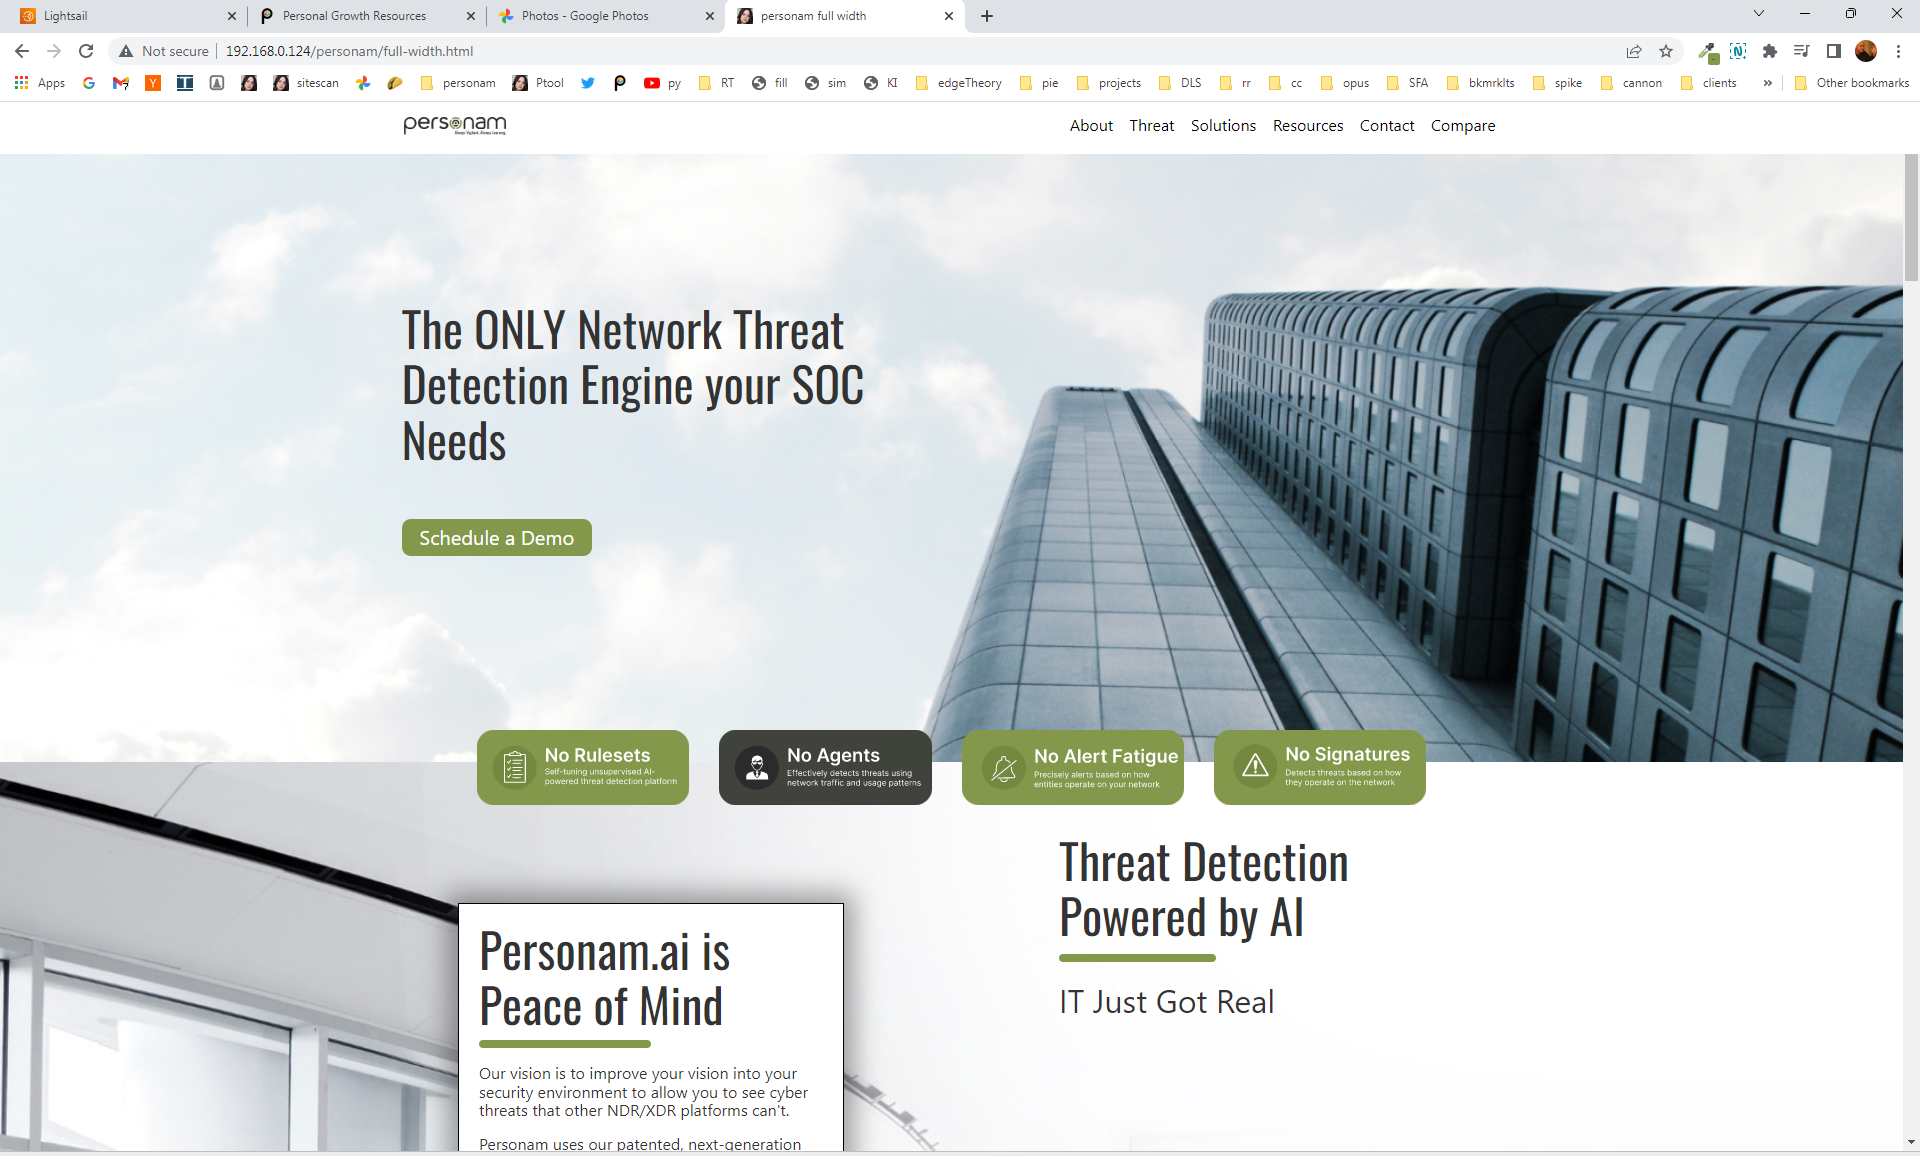 Lightsail
Personal Growth Resources
Photos - Google Photos
personam full width
Not secure
192.168.0.124/personam/full-width.html
Apps
sitescan
personam
Ptool
py
RT
fill
sim
KI
edgeTheory
pie
projects
DLS
rr
cc
opus
SFA
bkmrklts
spike
cannon
clients
»
Other bookmarks
personam
Always Vigilant. Always Learning.
About
Threat
Solutions
Resources
Contact
Compare
The ONLY Network Threat
Detection Engine your SOC
Needs
Schedule a Demo
No Rulesets
Self-tuning unsupervised AI-
powered threat detection platform
No Agents
Effectively detects threats using
network traffic and usage patterns
No Alert Fatigue
Precisely alerts based on how
entities operate on your network
No Signatures
Detects threats based on how
they operate on the network
Threat Detection
Powered by AI
IT Just Got Real
Personam.ai is
Peace of Mind
Our vision is to improve your vision into your
security environment to allow you to see cyber
threats that other NDR/XDR platforms can't.
Personam uses our patented, next-generation